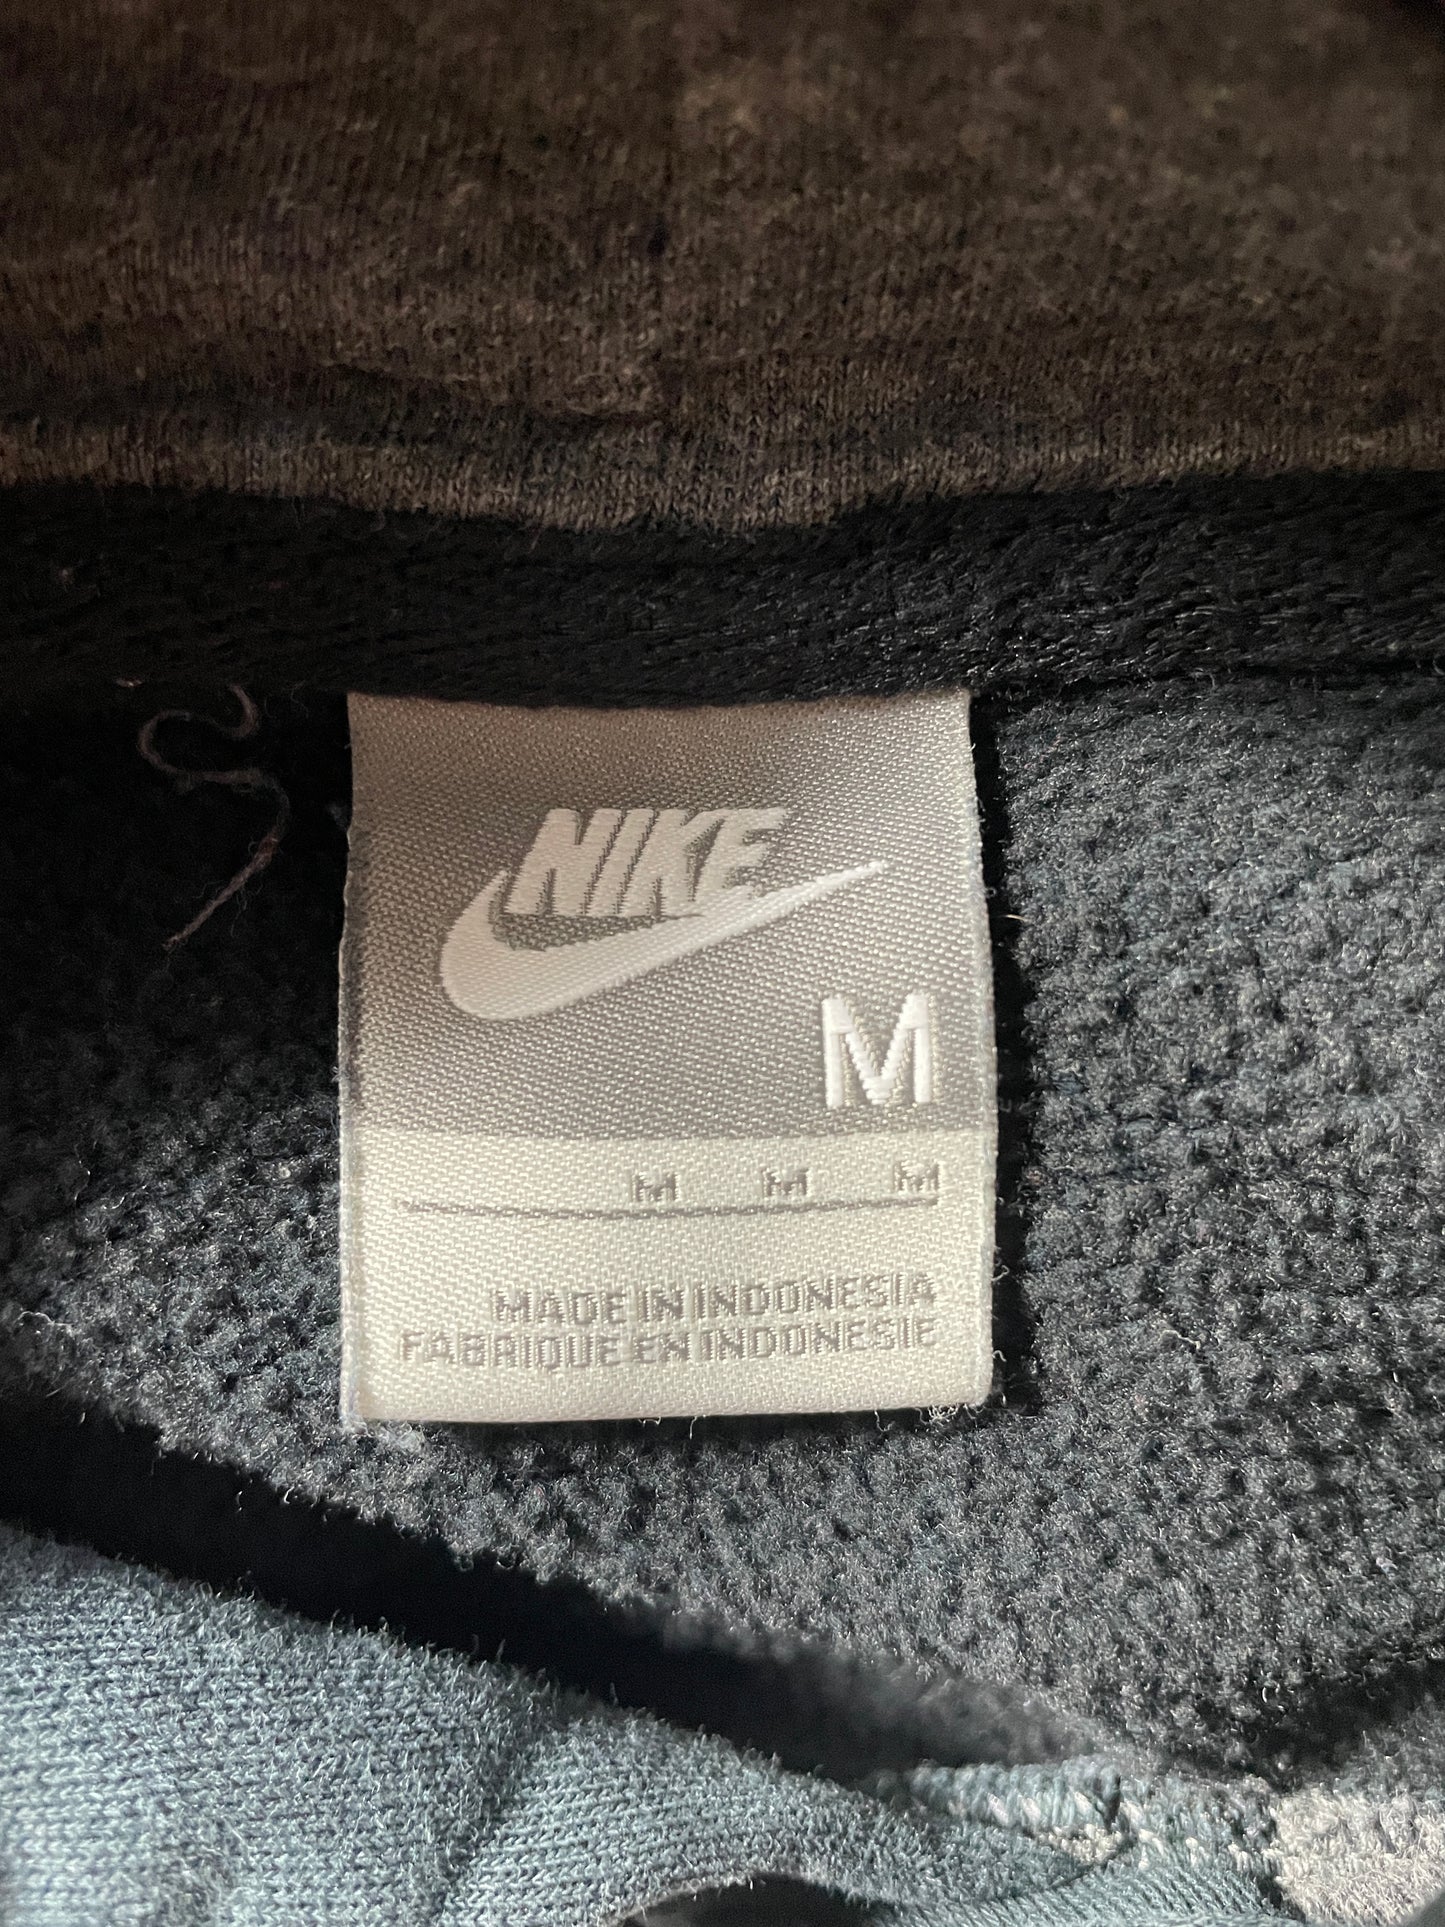 NIKE
M
M M M
MADE IN INDONESIA
FABRIQUE EN INDONESIE